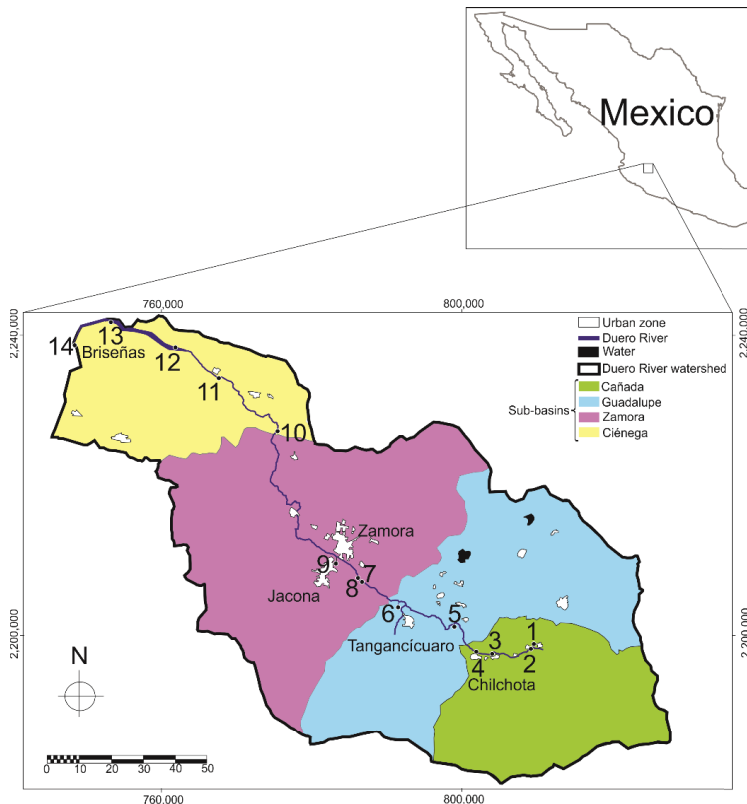 Mexico
760,000
800,000
2,240,000
2,240,000
Urban zone
Duero River
Water
Duero River watershed
Sub-basins
Cañada
Guadalupe
Zamora
Ciénega
14
13
Briseñas
12
11
10
Zamora
9
7
8
Jacona
6
5
Tangancícuaro
1
3
2
4
Chilchota
2,200,000
2,200,000
N
0 10 20 30 40 50
760,000
800,000